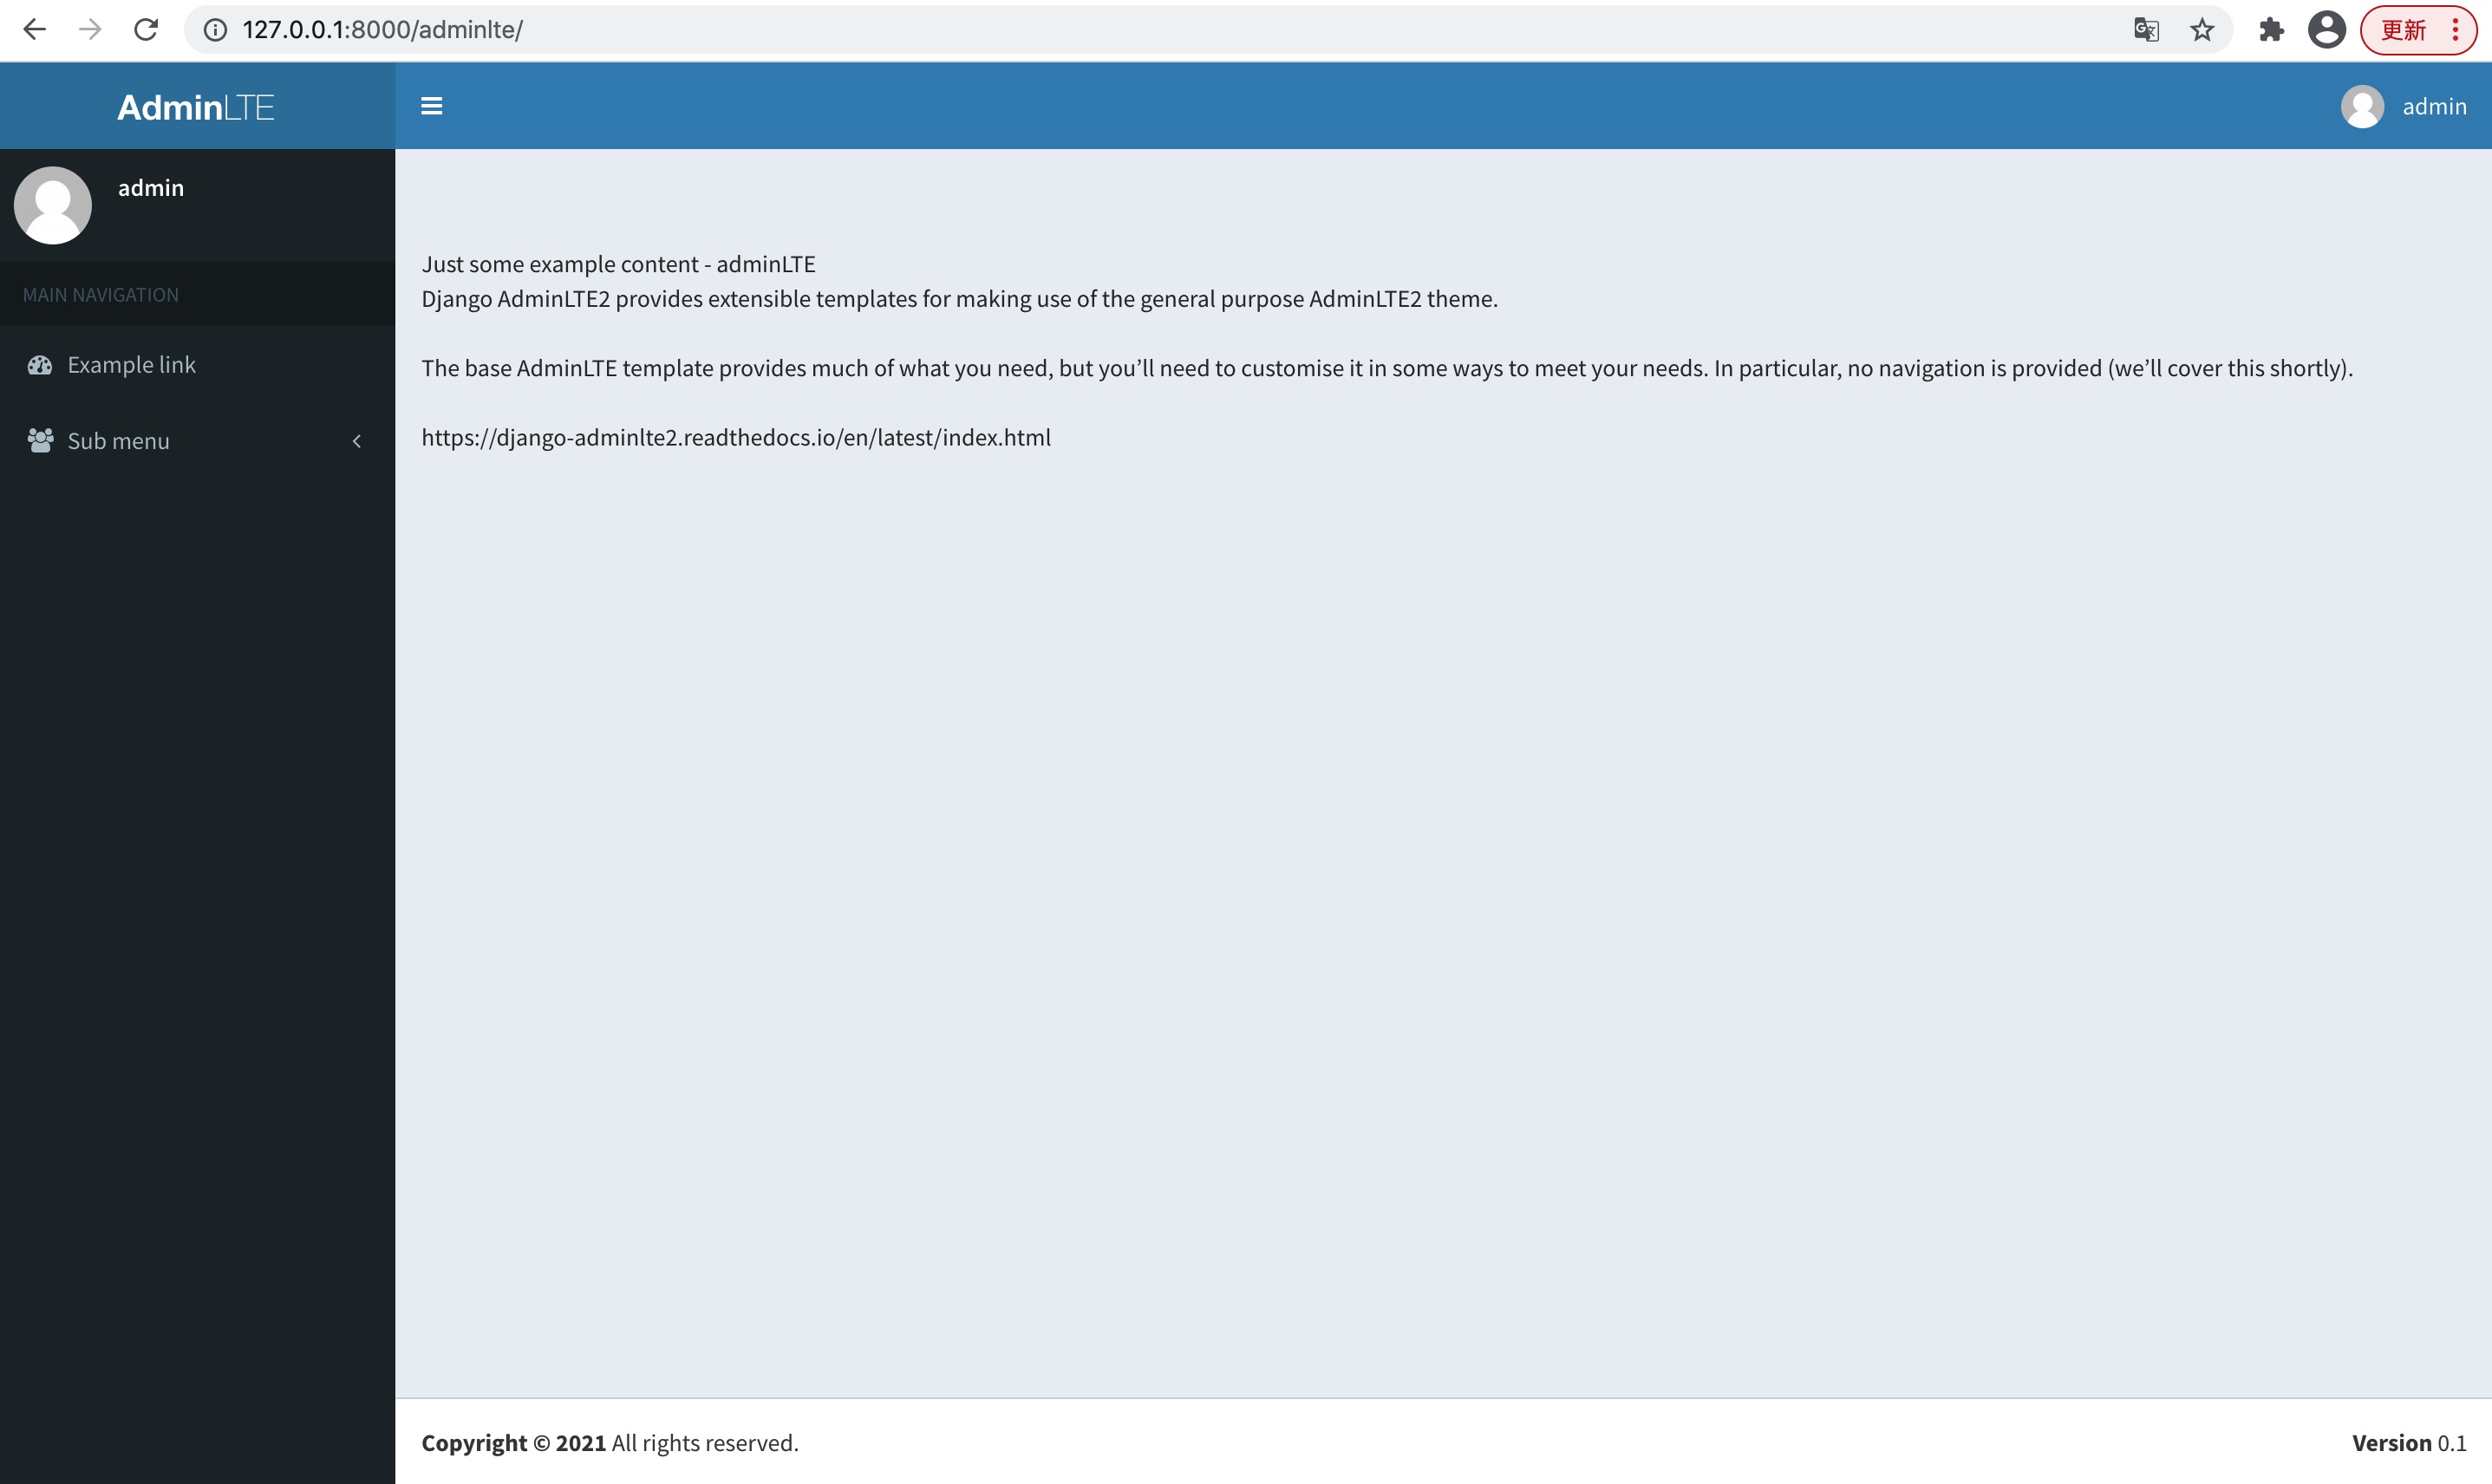 127.0.0.1:8000/adminlte/
更新
AdminLTE
admin
admin
MAIN NAVIGATION
Example link
Sub menu
Just some example content - adminLTE
Django AdminLTE2 provides extensible templates for making use of the general purpose AdminLTE2 theme.
The base AdminLTE template provides much of what you need, but you’ll need to customise it in some ways to meet your needs. In particular, no navigation is provided (we’ll cover this shortly).
https://django-adminlte2.readthedocs.io/en/latest/index.html
Copyright © 2021 All rights reserved.
Version 0.1